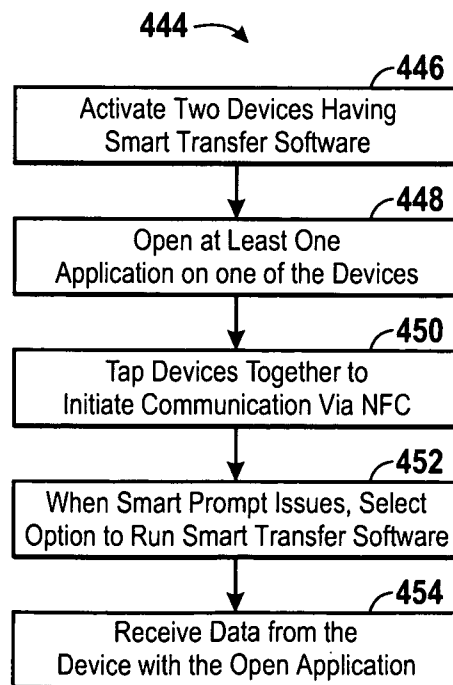 444
446
Activate Two Devices Having
Smart Transfer Software
448
Open at Least One
Application on one of the Devices
450
Tap Devices Together to
Initiate Communication Via NFC
452
When Smart Prompt Issues, Select
Option to Run Smart Transfer Software
454
Receive Data from the
Device with the Open Application